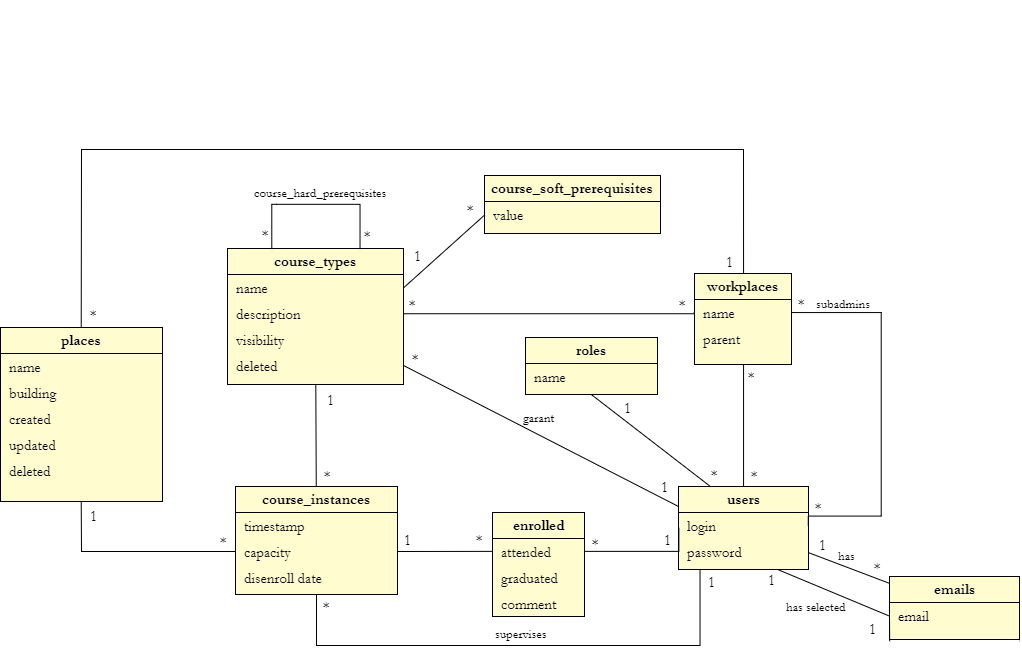 course_hard_prerequisites
*
*
course_soft_prerequisites
value
*
1
course_types
name
description
visibility
deleted
*
*
1
workplaces
name
parent
*
subadmins
*
places
name
building
created
updated
deleted
roles
name
*
garant
1
1
*
*
*
1
*
1
course_instances
timestamp
capacity
disenroll date
*
1
*
1
*
enrolled
attended
graduated
comment
*
1
users
login
password
*
1
has
*
1
has selected
1
emails
email
*
supervises
1